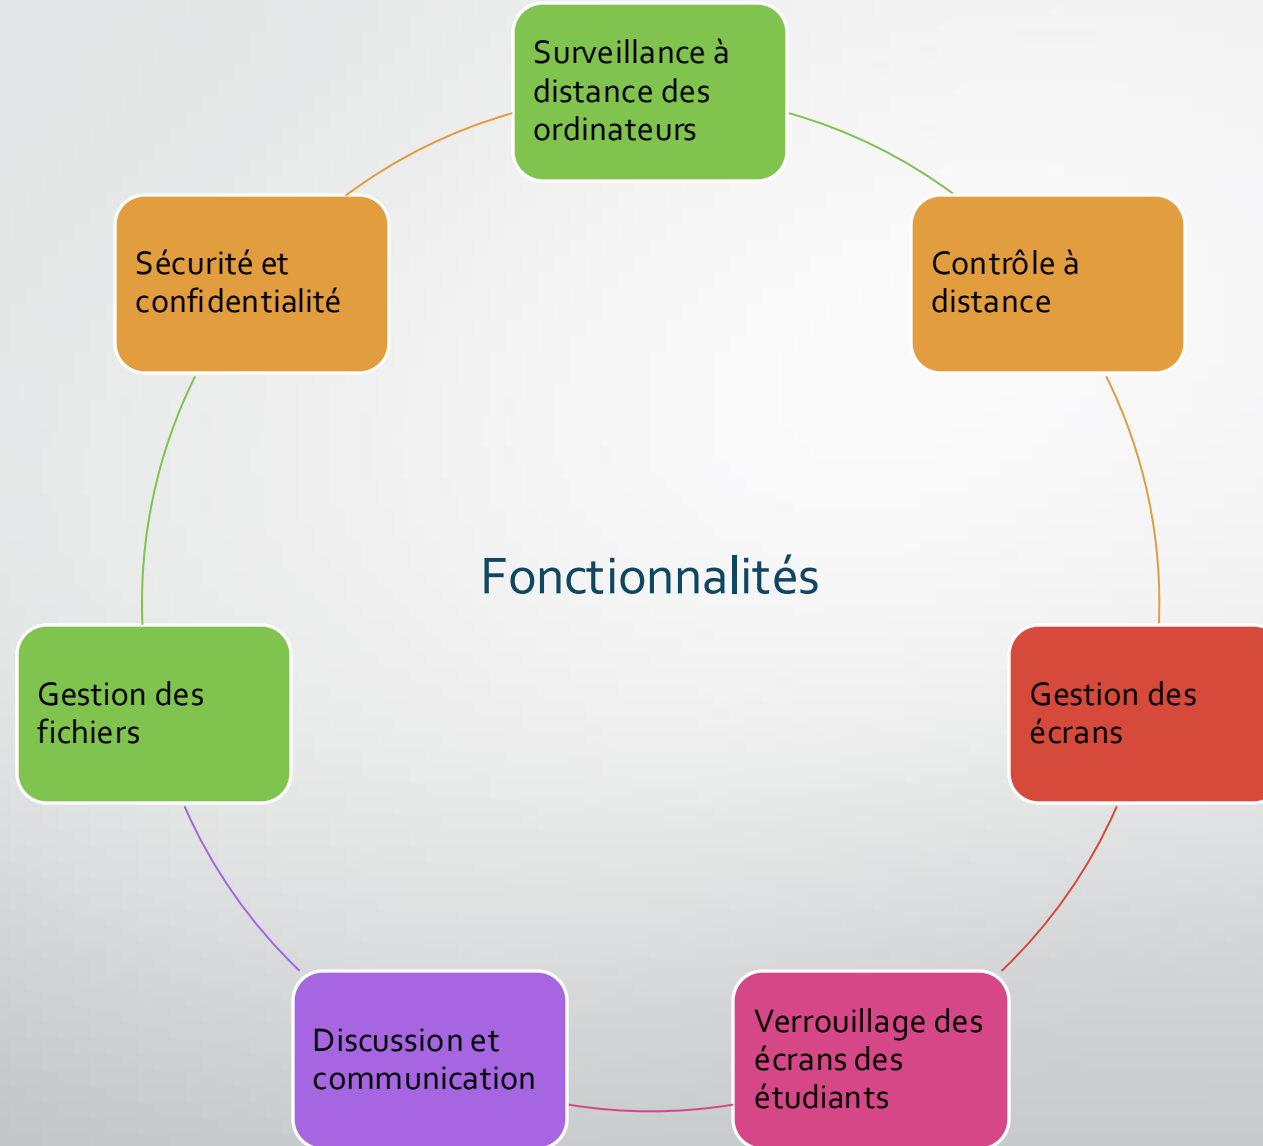 Surveillance à
distance des
ordinateurs
Contrôle à
distance
Gestion des
écrans
Verrouillage des
écrans des
étudiants
Discussion et
communication
Gestion des
fichiers
Sécurité et
confidentialité
Fonctionnalités